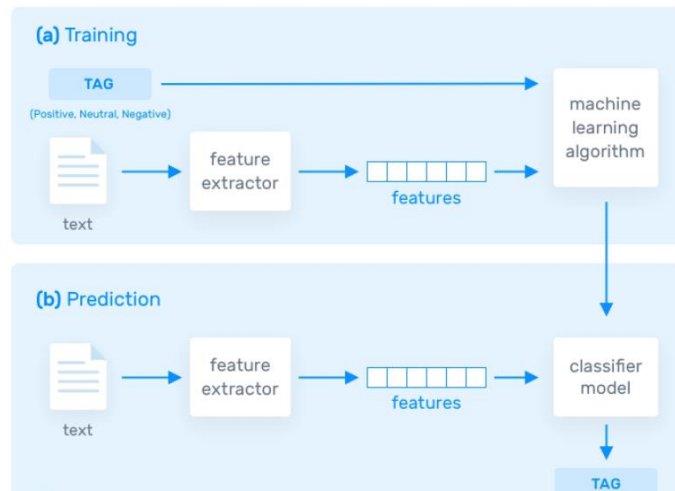 (a) Training
TAG
(Positive, Neutral, Negative)
text
feature
extractor
features
machine
learning
algorithm
(b) Prediction
text
feature
extractor
features
classifier
model
TAG